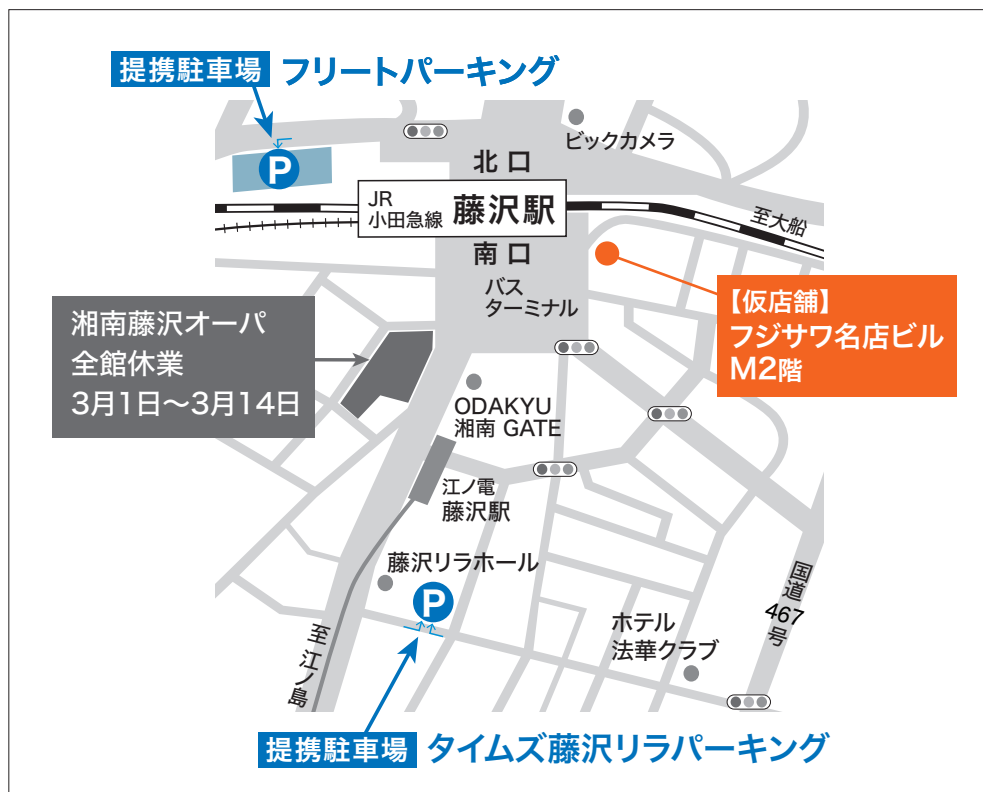 提携駐車場 フリートパーキング
ビックカメラ
北口
P
JR
小田急線
藤沢駅
至大船
南口
バス
ターミナル
【仮店舗】
フジサワ名店ビル
M2階
湘南藤沢オーパ
全館休業
3月1日〜3月14日
ODAKYU
湘南 GATE
江ノ電
藤沢駅
藤沢リラホール
P
国道
467
号
ホテル
法華クラブ
至 江ノ島
提携駐車場 タイムズ藤沢リラパーキング